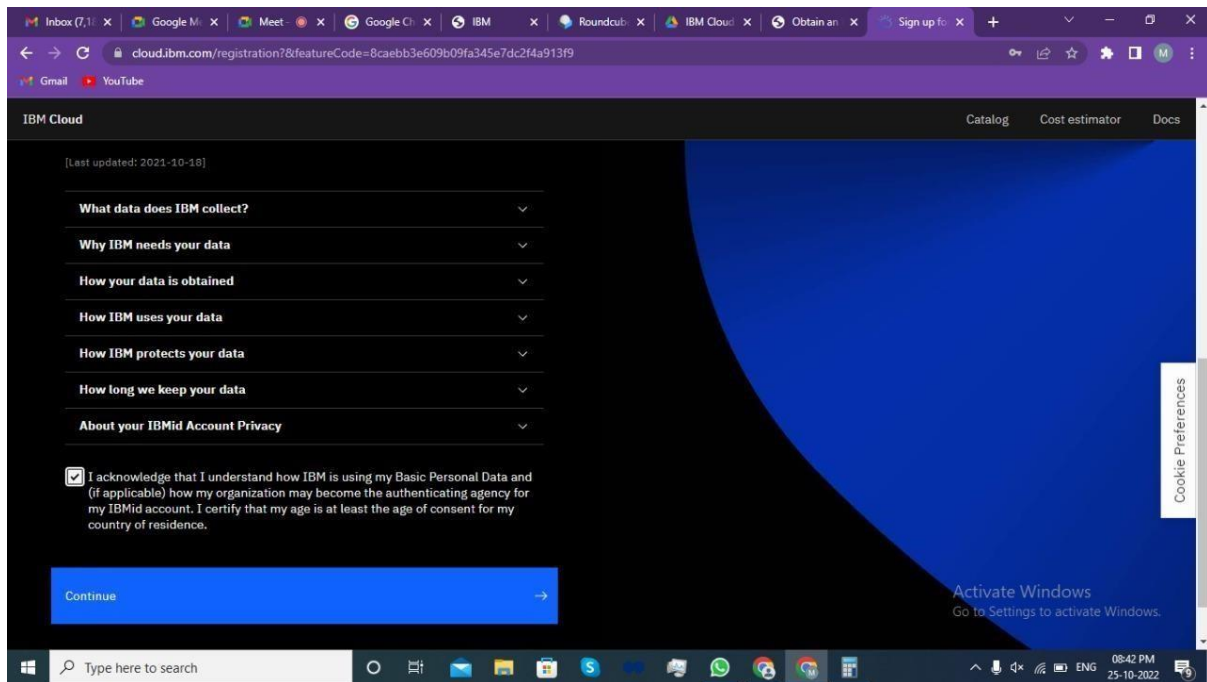 Inbox (7,1
Google Me
Meet -
Google Ch
IBM
Roundcub
IBM Cloud
Obtain an
Sign up fo
cloud.ibm.com/registration?&featureCode=8caebb3e609b09fa345e7dc2f4a913f9
M
Gmail
YouTube
IBM Cloud
Catalog
Cost estimator
Docs
[Last updated: 2021-10-18]
What data does IBM collect?
Why IBM needs your data
How your data is obtained
How IBM uses your data
How IBM protects your data
How long we keep your data
About your IBMid Account Privacy
Cookie Preferences
I acknowledge that I understand how IBM is using my Basic Personal Data and
(if applicable) how my organization may become the authenticating agency for
my IBMid account. I certify that my age is at least the age of consent for my
country of residence.
Continue
Activate Windows
Go to Settings to activate Windows.
Type here to search
ENG
08:42 PM
25-10-2022